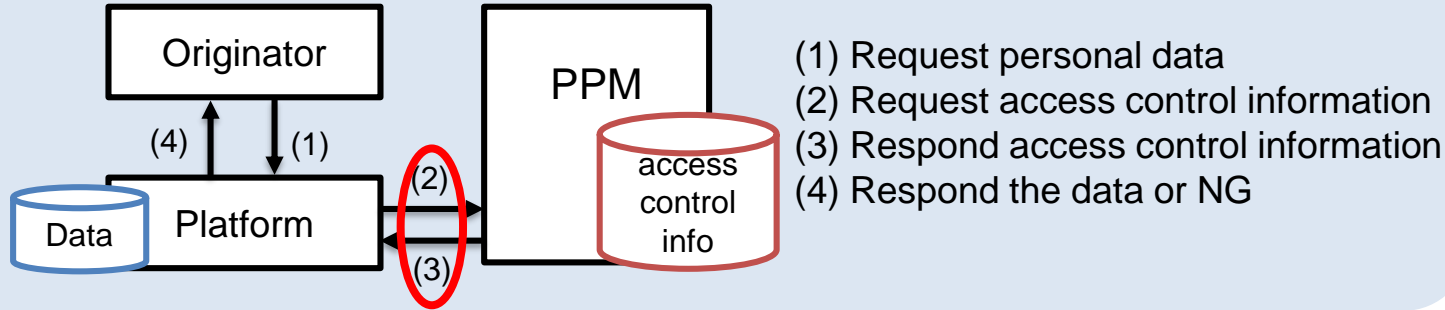 Originator
PPM
(4)
(1)
(2)
(3)
Data
Platform
access
control
info
(1) Request personal data
(2) Request access control information
(3) Respond access control information
(4) Respond the data or NG